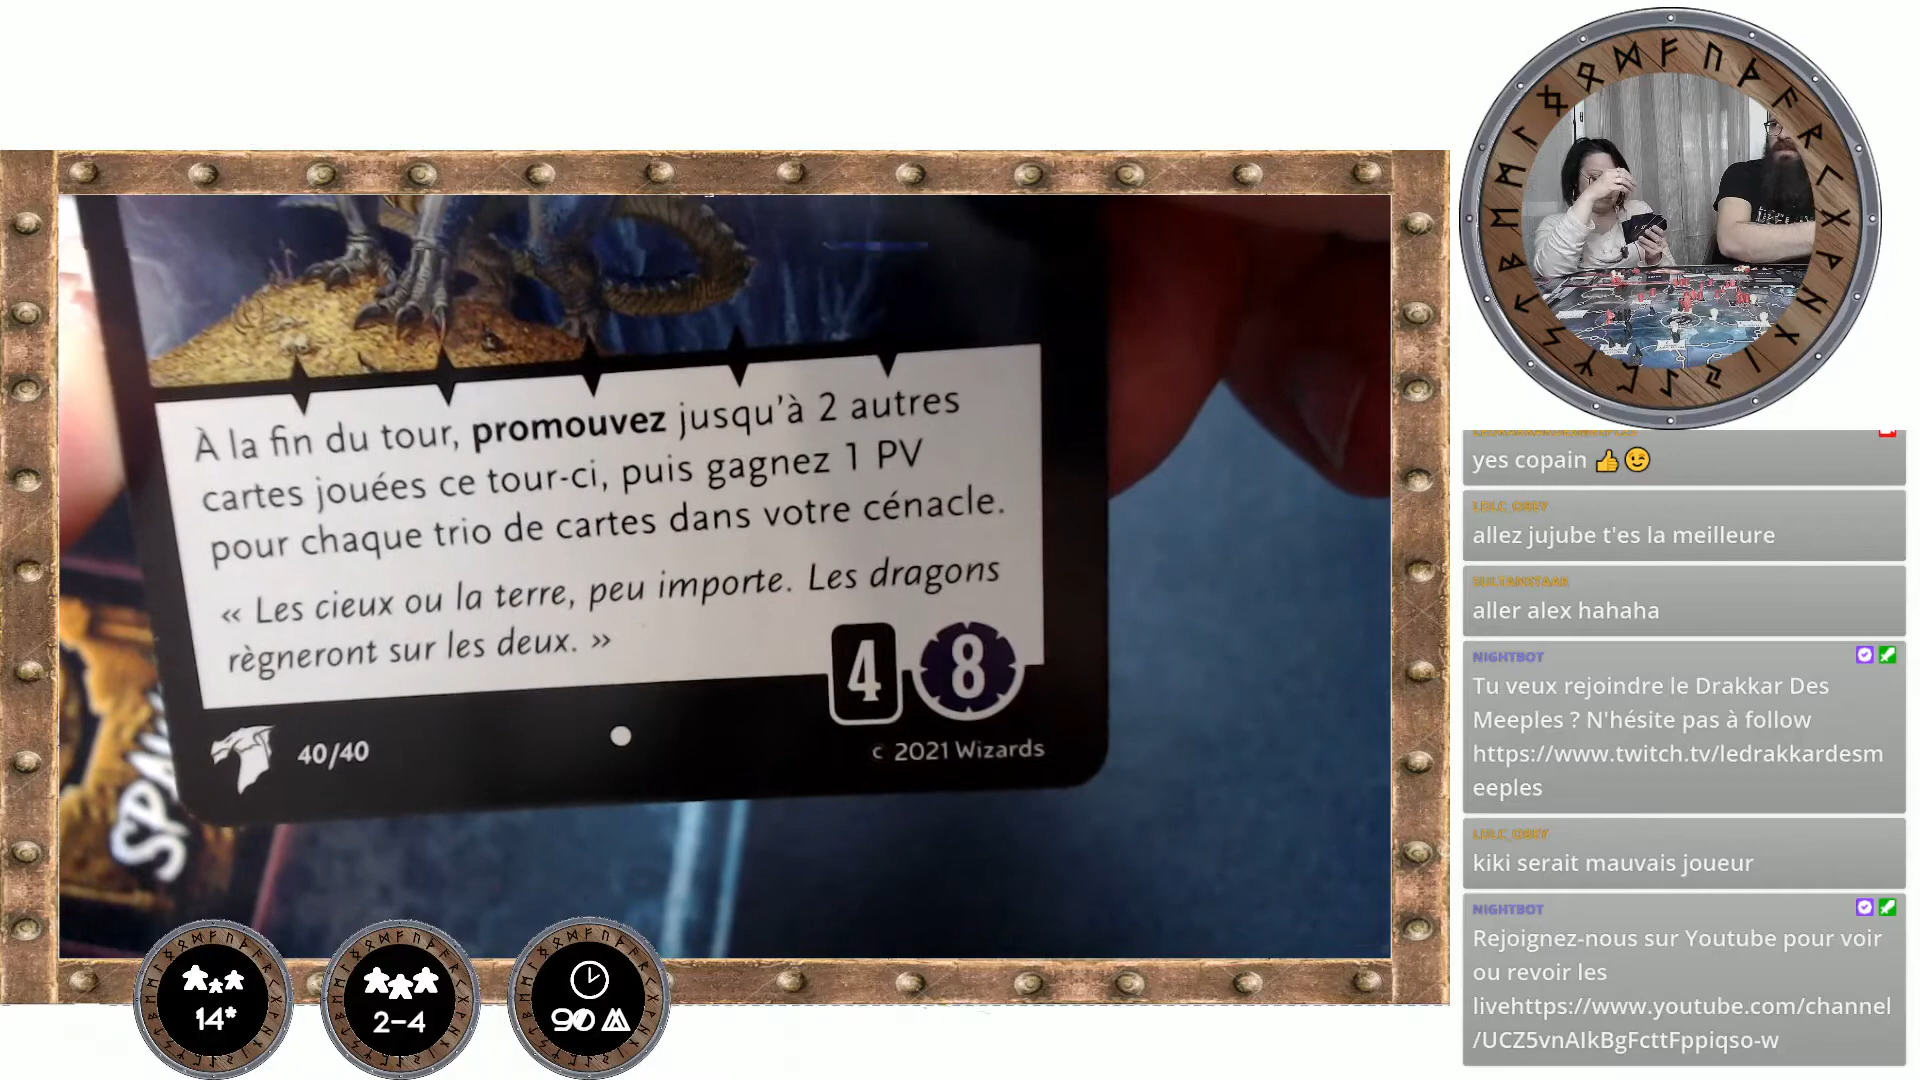 À la fin du tour, promouvez jusqu'à 2 autres
cartes jouées ce tour-ci, puis gagnez 1 PV
pour chaque trio de cartes dans votre cénacle.
« Les cieux ou la terre, peu importe. Les dragons
règneront sur les deux. »
4 8
40/40
© 2021 Wizards
14+
2-4
90 M
yes copain 👍😉
LELC_OBEY
allez jujube t'es la meilleure
SULTANSTAAR
aller alex hahaha
NIGHTBOT
Tu veux rejoindre le Drakkar Des
Meeples ? N'hésite pas à follow
https://www.twitch.tv/ledrakkardesm
eeples
LELC_OBEY
kiki serait mauvais joueur
NIGHTBOT
Rejoignez-nous sur Youtube pour voir
ou revoir les
livehttps://www.youtube.com/channel
/UCZ5vnAIkBgFcttFppiqso-w